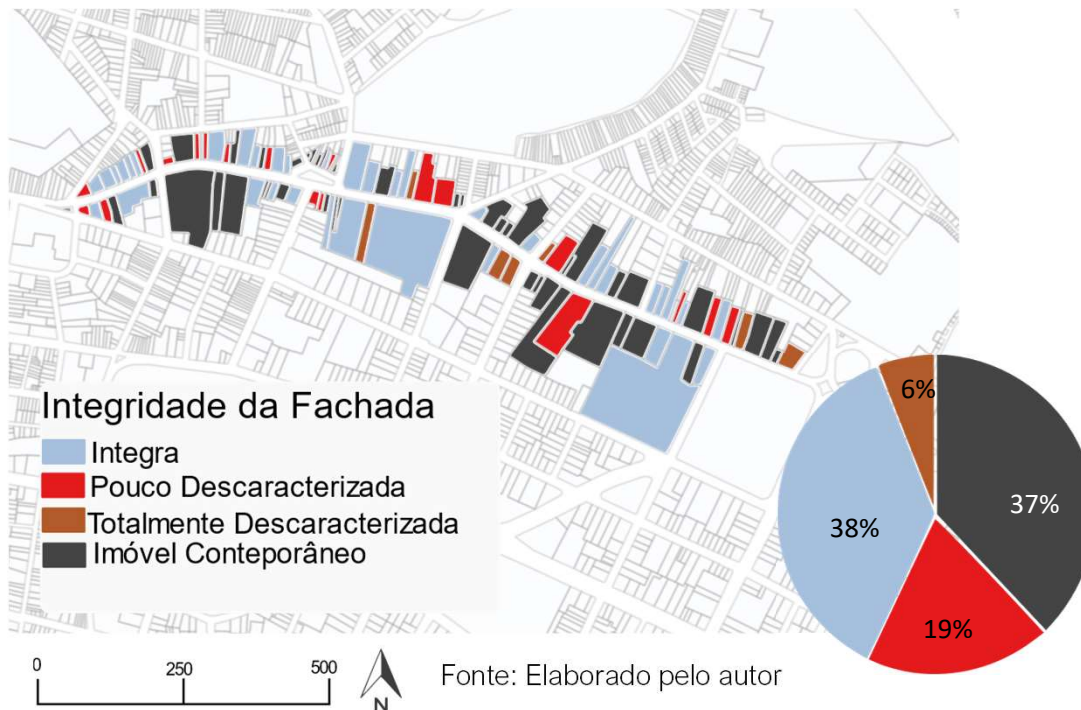 Integridade da Fachada
Integra
Pouco Descaracterizada
Totalmente Descaracterizada
Imóvel Conteporâneo
6%
37%
38%
19%
0
250
500
N
Fonte: Elaborado pelo autor